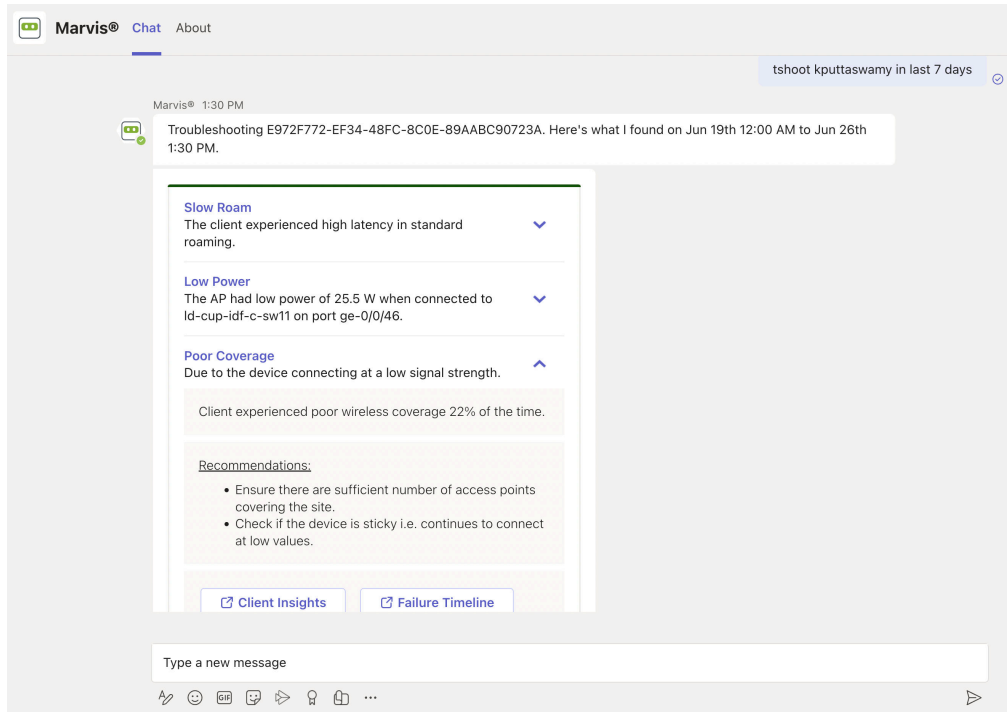 Marvis® Chat About
tshoot kputtaswamy in last 7 days
Marvis® 1:30 PM
Troubleshooting E972F772-EF34-48FC-8C0E-89AABC90723A. Here's what I found on Jun 19th 12:00 AM to Jun 26th
1:30 PM.
Slow Roam
The client experienced high latency in standard
roaming.
Low Power
The AP had low power of 25.5 W when connected to
ld-cup-idf-c-sw11 on port ge-0/0/46.
Poor Coverage
Due to the device connecting at a low signal strength.
Client experienced poor wireless coverage 22% of the time.
Recommendations:
• Ensure there are sufficient number of access points
covering the site.
• Check if the device is sticky i.e. continues to connect
at low values.
Client Insights
Failure Timeline
Type a new message
GIF